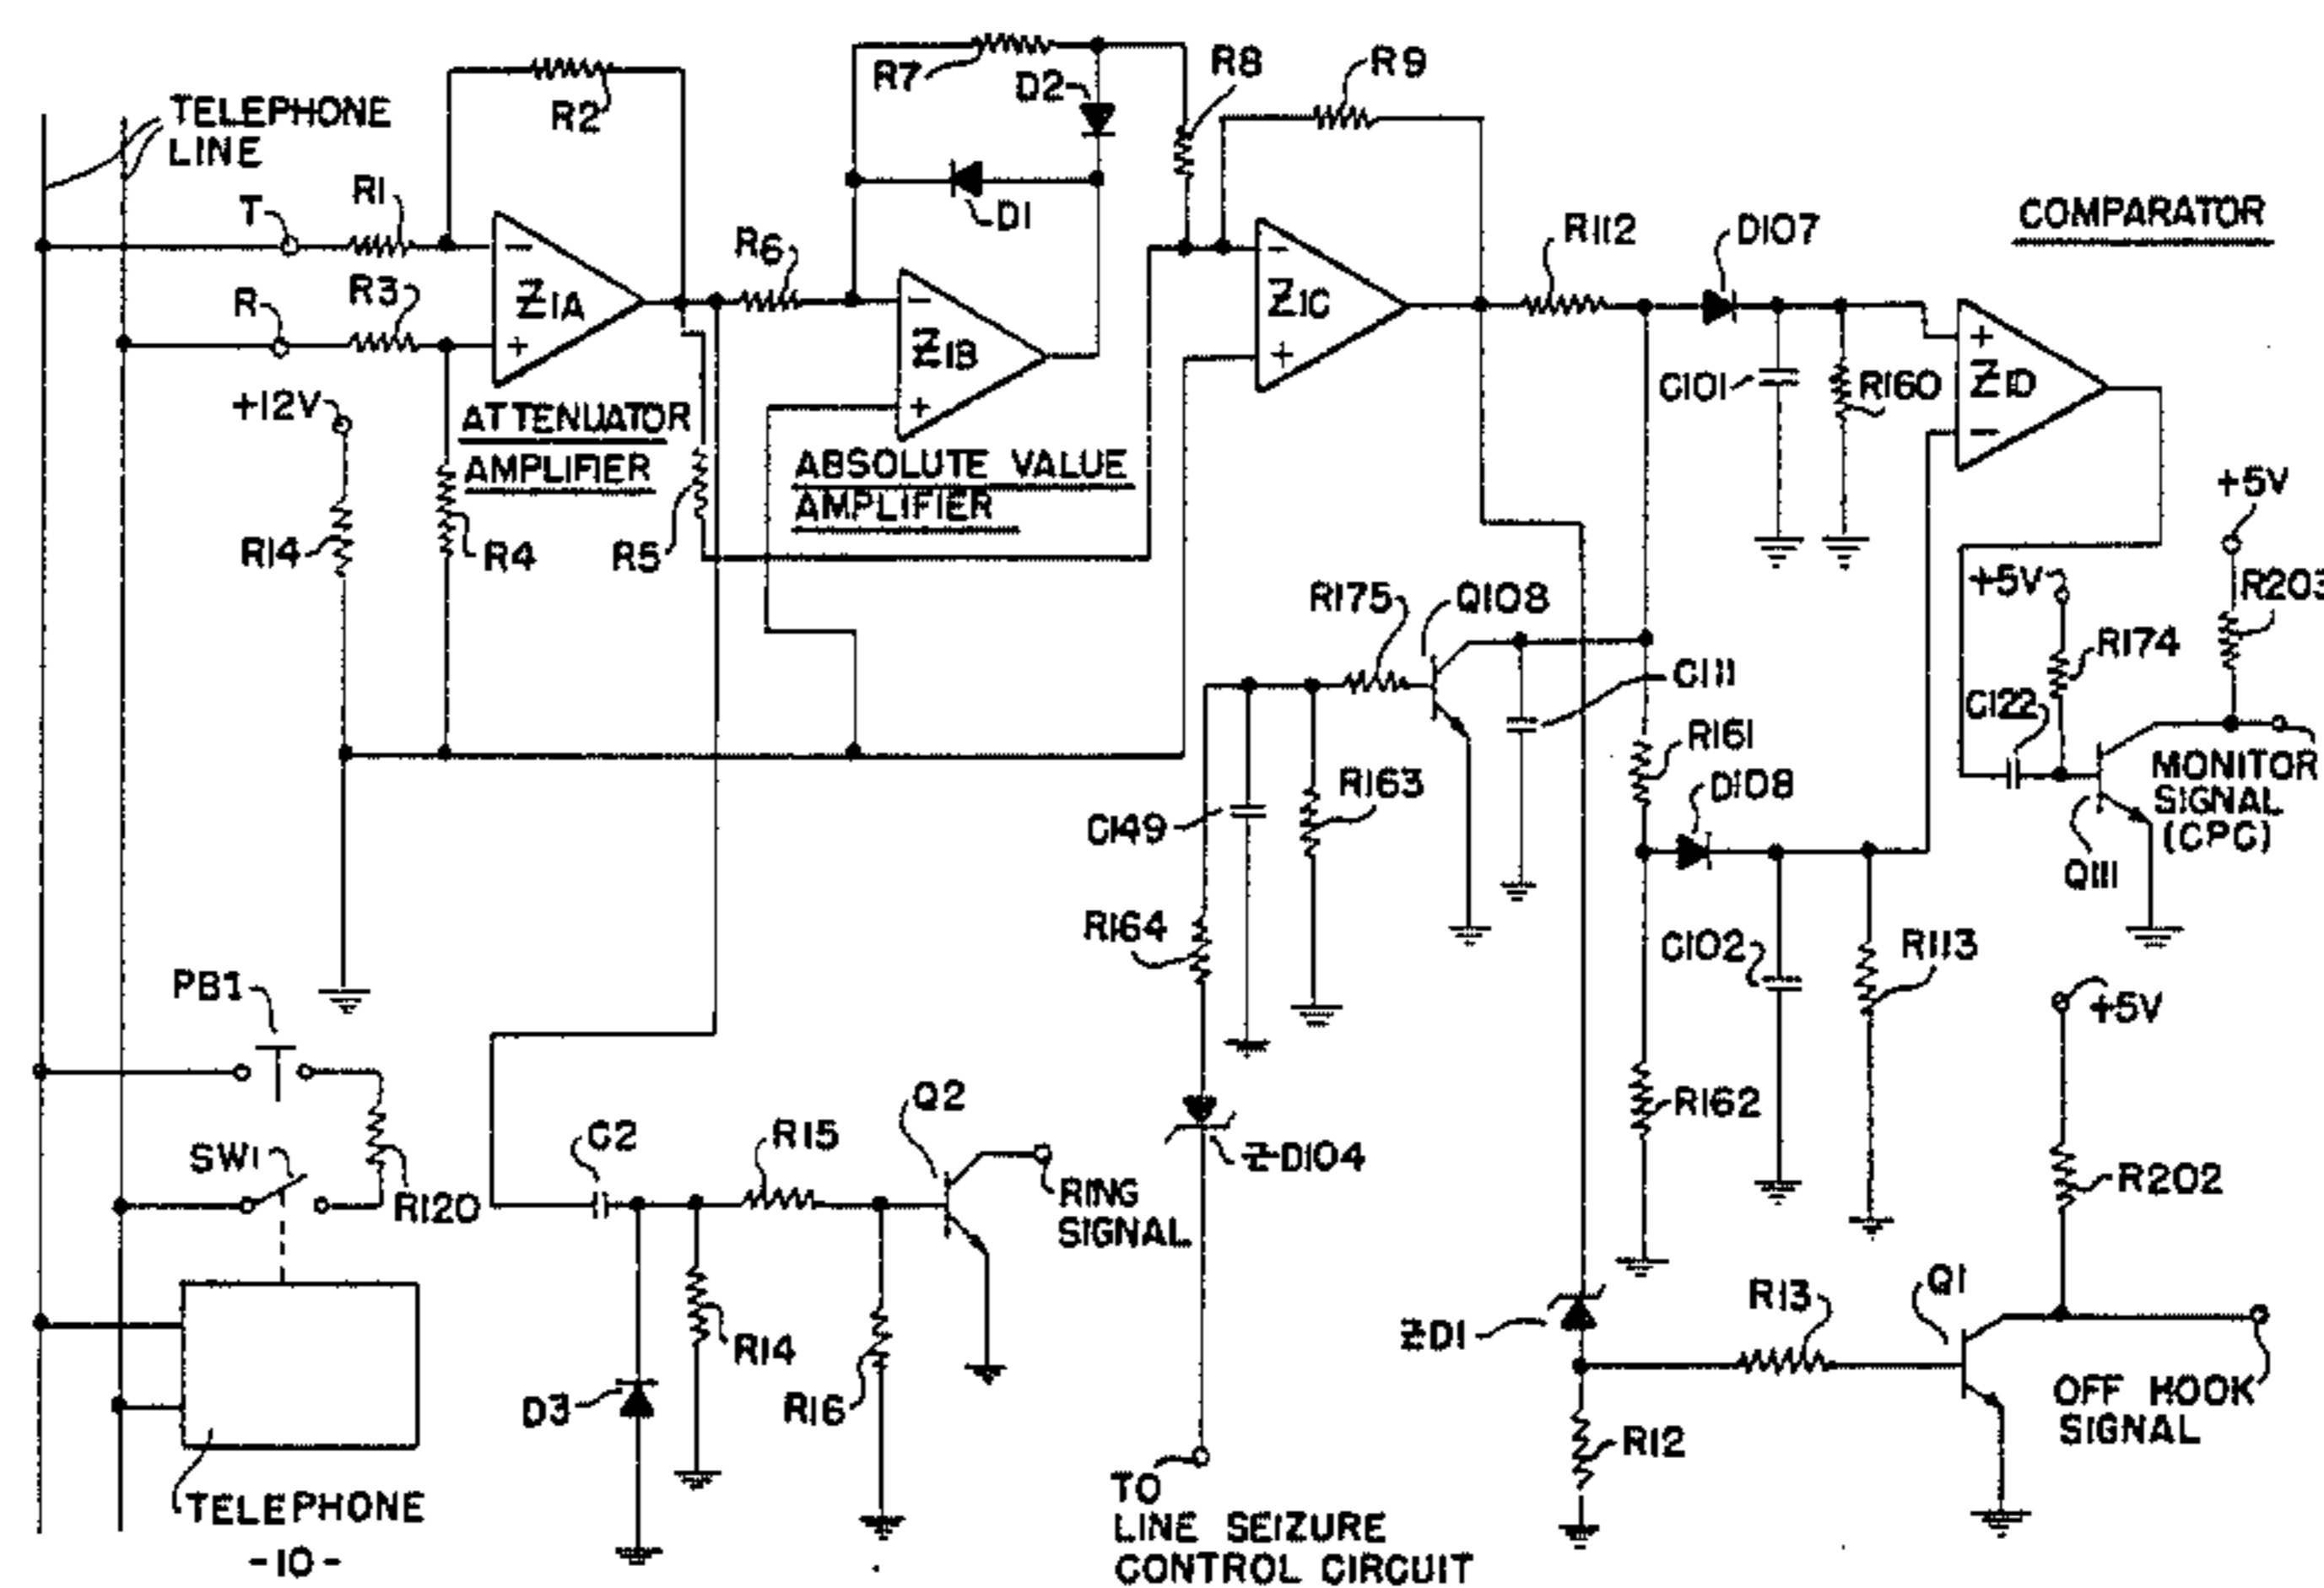 TELEPHONE
LINE
T
R1
R2
R
R3
Z1A
-
+
+12V
ATTENUATOR
AMPLIFIER
R14
R4
R5
R6
R7
D2
D1
Z1B
-
+
ABSOLUTE VALUE
AMPLIFIER
R8
R9
Z1C
-
+
R112
D107
COMPARATOR
C101
R160
Z1D
+
-
+5V
R203
+5V
R174
C122
MONITOR
SIGNAL
(CPC)
Q111
R175
Q108
C111
R161
D108
C149
R163
R164
C102
R113
+5V
R202
R162
ZD104
TO
LINE SEIZURE
CONTROL CIRCUIT
PB1
SW1
R120
TELEPHONE
-10-
C2
R15
Q2
RING
SIGNAL
D3
R14
R16
ZD1
R13
Q1
R12
OFF HOOK
SIGNAL